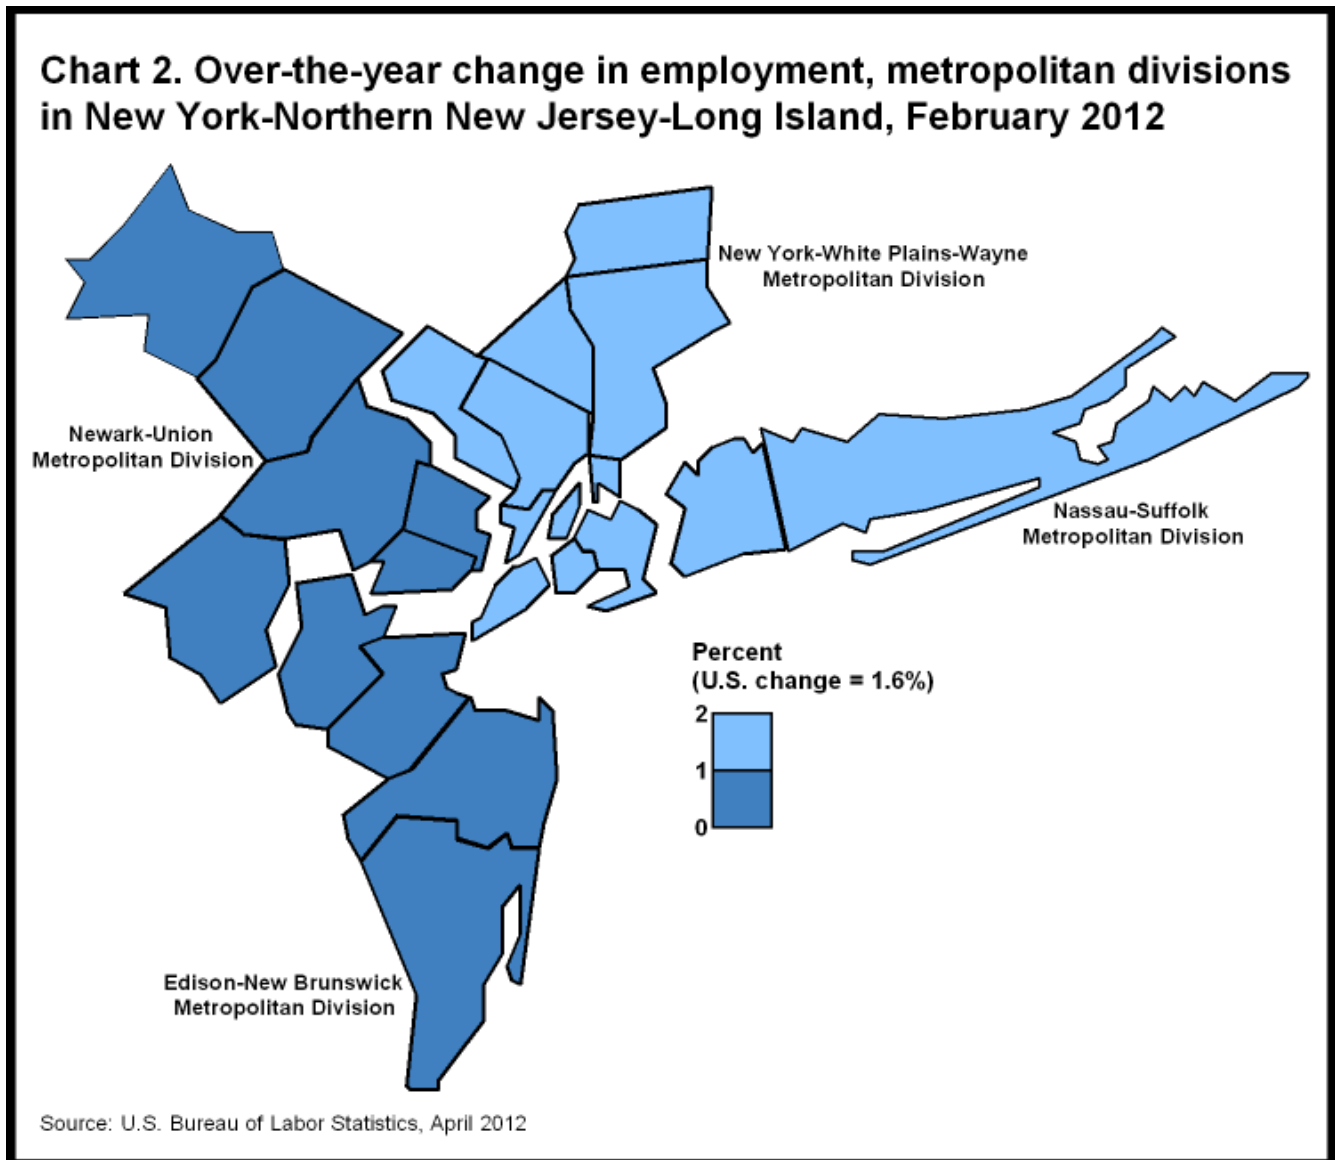 Chart 2. Over-the-year change in employment, metropolitan divisions
in New York-Northern New Jersey-Long Island, February 2012
New York-White Plains-Wayne
Metropolitan Division
Newark-Union
Metropolitan Division
Nassau-Suffolk
Metropolitan Division
Percent
(U.S. change = 1.6%)
2
1
0
Edison-New Brunswick
Metropolitan Division
Source: U.S. Bureau of Labor Statistics, April 2012